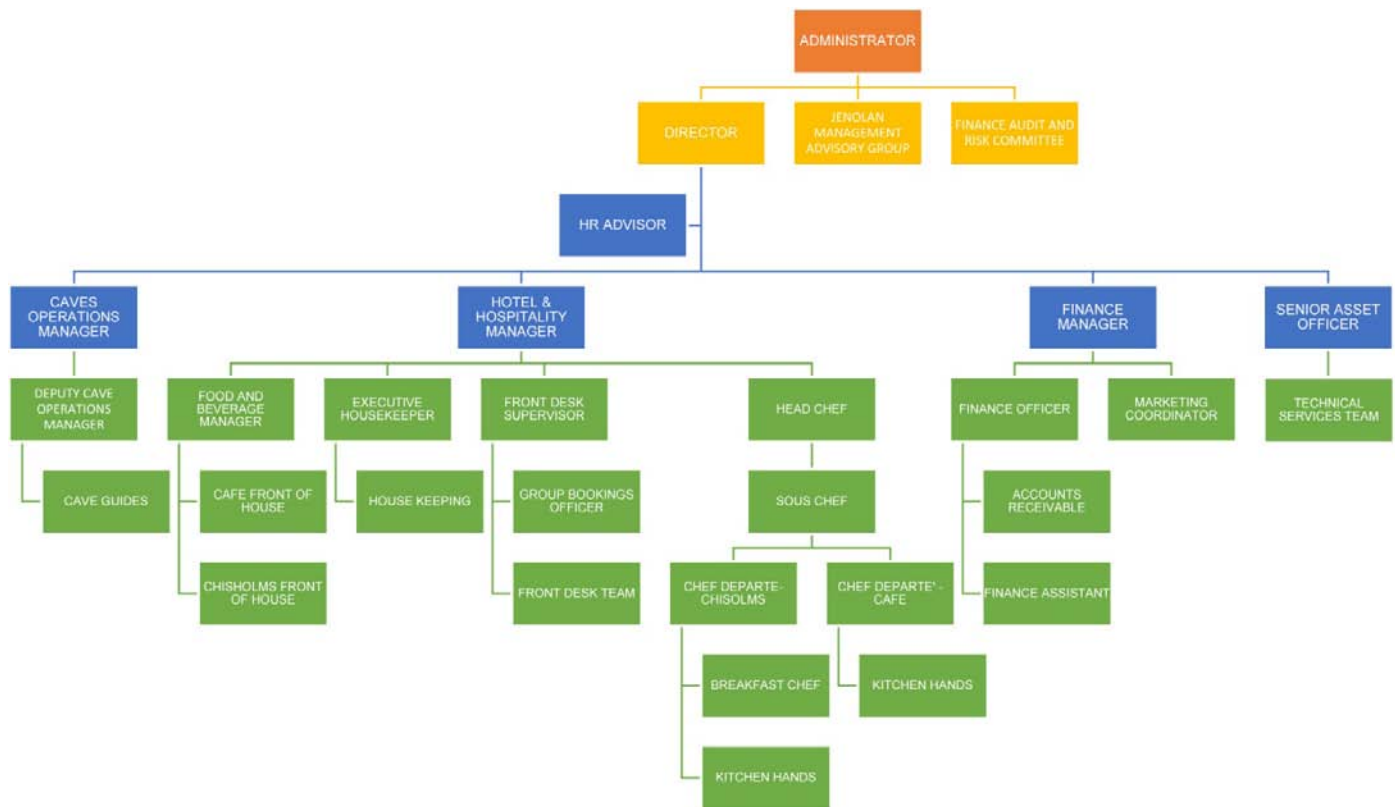 ADMINISTRATOR
DIRECTOR
JENOLAN
MANAGEMENT
ADVISORY GROUP
FINANCE AUDIT AND
RISK COMMITTEE
HR ADVISOR
CAVES
OPERATIONS
MANAGER
HOTEL &
HOSPITALITY
MANAGER
FINANCE
MANAGER
SENIOR ASSET
OFFICER
DEPUTY CAVE
OPERATIONS
MANAGER
FOOD AND
BEVERAGE
MANAGER
EXECUTIVE
HOUSEKEEPER
FRONT DESK
SUPERVISOR
HEAD CHEF
FINANCE OFFICER
MARKETING
COORDINATOR
TECHNICAL
SERVICES TEAM
CAVE GUIDES
CAFE FRONT OF
HOUSE
HOUSE KEEPING
GROUP BOOKINGS
OFFICER
SOUS CHEF
ACCOUNTS
RECEIVABLE
CHISHOLMS FRONT
OF HOUSE
FRONT DESK TEAM
CHEF DEPARTE-
CHISOLMS
CHEF DEPARTE' -
CAFE
FINANCE ASSISTANT
BREAKFAST CHEF
KITCHEN HANDS
KITCHEN HANDS